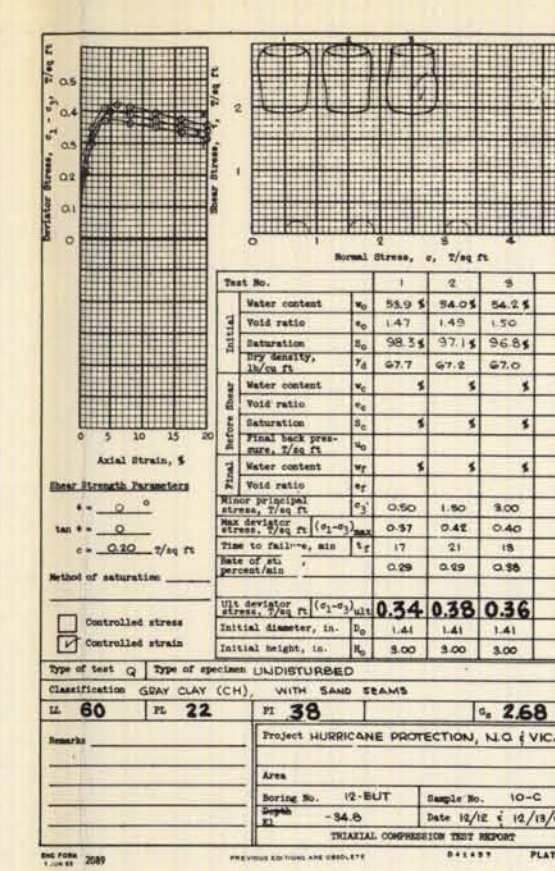 1 2 3
Deviator Stress, σ1 - σ3, T/sq ft
0.5
0.4
0.3
0.2
0.1
0
0 5 10 15 20
Axial Strain, %
Shear Stress, τ, T/sq ft
2
1
0 1 2 3 4
Normal Stress, σ, T/sq ft
Shear Strength Parameters
φ = 0 °
tan φ = 0
c = 0.20 T/sq ft
Method of saturation
Controlled stress
Controlled strain
Test No. 1 2 3
Initial
Water content w₀ 53.9 % 54.0 % 54.2 %
Void ratio e₀ 1.47 1.49 1.50
Saturation S₀ 98.3 % 97.1 % 96.8 %
Dry density, lb/cu ft γd 67.7 67.2 67.0
Before Shear
Water content wc % % %
Void ratio ec
Saturation Sc % % %
Final back pressure, T/sq ft u₀
Final
Water content wf % % %
Void ratio ef
Minor principal stress, T/sq ft σ3 0.50 1.50 3.00
Max deviator stress, T/sq ft (σ1-σ3)max 0.37 0.42 0.40
Time to failure, min tf 17 21 13
Rate of percent/min 0.29 0.29 0.38
Ult deviator stress, T/sq ft (σ1-σ3)ult 0.34 0.38 0.36
Initial diameter, in. D₀ 1.41 1.41 1.41
Initial height, in. H₀ 3.00 3.00 3.00
Type of test Q Type of specimen UNDISTURBED
Classification GRAY CLAY (CH), WITH SAND SEAMS
LL 60 PL 22 PI 38 Gs 2.68
Remarks
Project HURRICANE PROTECTION, N.O. & VIC.
Area
Boring No. 12-EUT Sample No. 10-C
Depth El -34.8 Date 12/12 & 12/13/
TRIAXIAL COMPRESSION TEST REPORT
ENG FORM 2089
PREVIOUS EDITIONS ARE OBSOLETE
PLAT